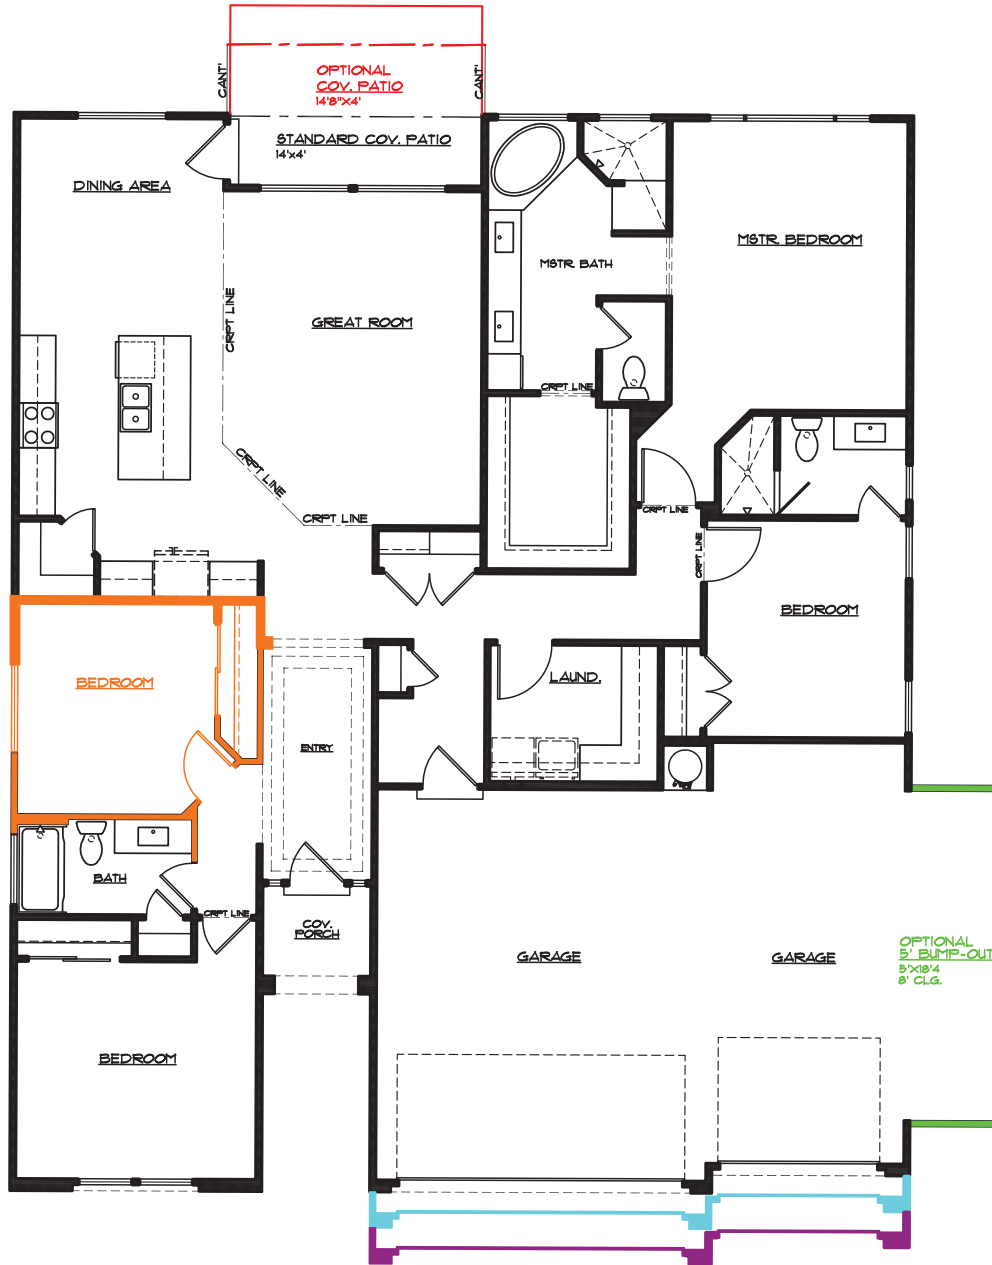 OPTIONAL
COV. PATIO
14'8"X4'
CANT'
CANT'
STANDARD COV. PATIO
14'x4'
DINING AREA
MSTR. BEDROOM
MSTR. BATH
GREAT ROOM
CRPT LINE
CRPT LINE
CRPT LINE
CRPT LINE
CRPT LINE
CRPT LINE
BEDROOM
BEDROOM
LAUND.
ENTRY
BATH
CRPT LINE
COV.
PORCH
GARAGE
GARAGE
OPTIONAL
5' BUMP-OUT
5'X18'4
8' CLG.
BEDROOM